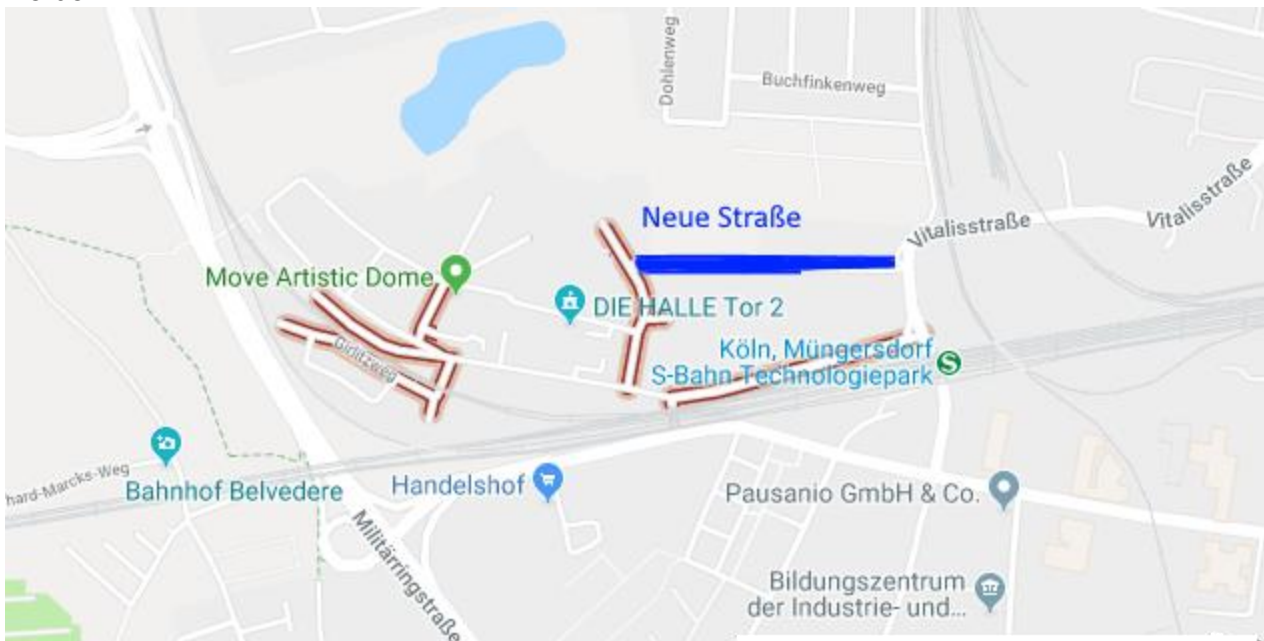 Dohlenweg
Buchfinkenweg
Neue Straße
Vitalisstraße
Vitalisstraße
Move Artistic Dome
DIE HALLE Tor 2
Girlitzweg
Köln, Müngersdorf
S-Bahn Technologiepark
hard-Marcks-Weg
Bahnhof Belvedere
Handelshof
Pausanio GmbH & Co.
Militärringstraße
Bildungszentrum
der Industrie- und...